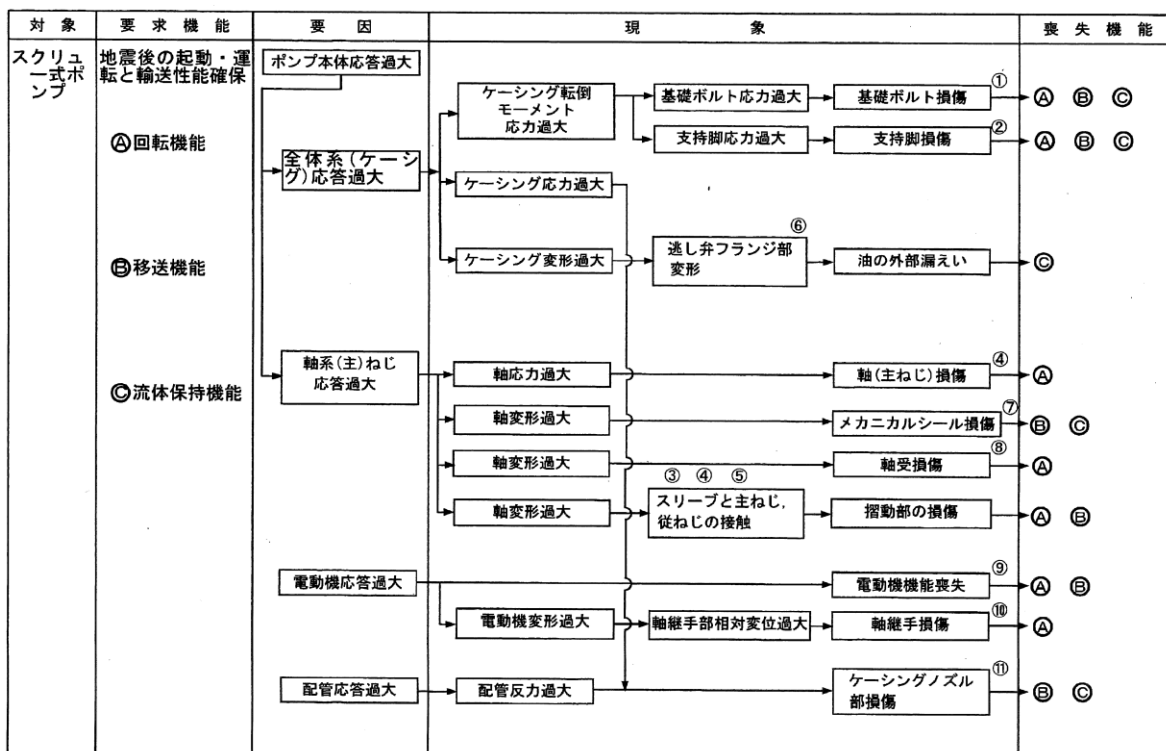 対象
要求機能
要因
現象
喪失機能
スクリュ
ー式ポ
ンプ
地震後の起動・運
転と輸送性能確保
Ⓐ回転機能
Ⓑ移送機能
Ⓒ流体保持機能
ポンプ本体応答過大
全体系(ケーシ
グ)応答過大
ケーシング転倒
モーメント
応力過大
基礎ボルト応力過大
基礎ボルト損傷
①
Ⓐ Ⓑ Ⓒ
支持脚応力過大
支持脚損傷
②
Ⓐ Ⓑ Ⓒ
ケーシング応力過大
ケーシング変形過大
⑥
逃し弁フランジ部
変形
油の外部漏えい
Ⓒ
軸系(主)ねじ
応答過大
軸応力過大
軸(主ねじ)損傷
④
Ⓐ
軸変形過大
メカニカルシール損傷
⑦
Ⓑ Ⓒ
軸変形過大
軸受損傷
⑧
Ⓐ
軸変形過大
③ ④ ⑤
スリーブと主ねじ,
従ねじの接触
摺動部の損傷
Ⓐ Ⓑ
電動機応答過大
電動機機能喪失
⑨
Ⓐ Ⓑ
電動機変形過大
軸継手部相対変位過大
軸継手損傷
⑩
Ⓐ
配管応答過大
配管反力過大
ケーシングノズル
部損傷
⑪
Ⓑ Ⓒ